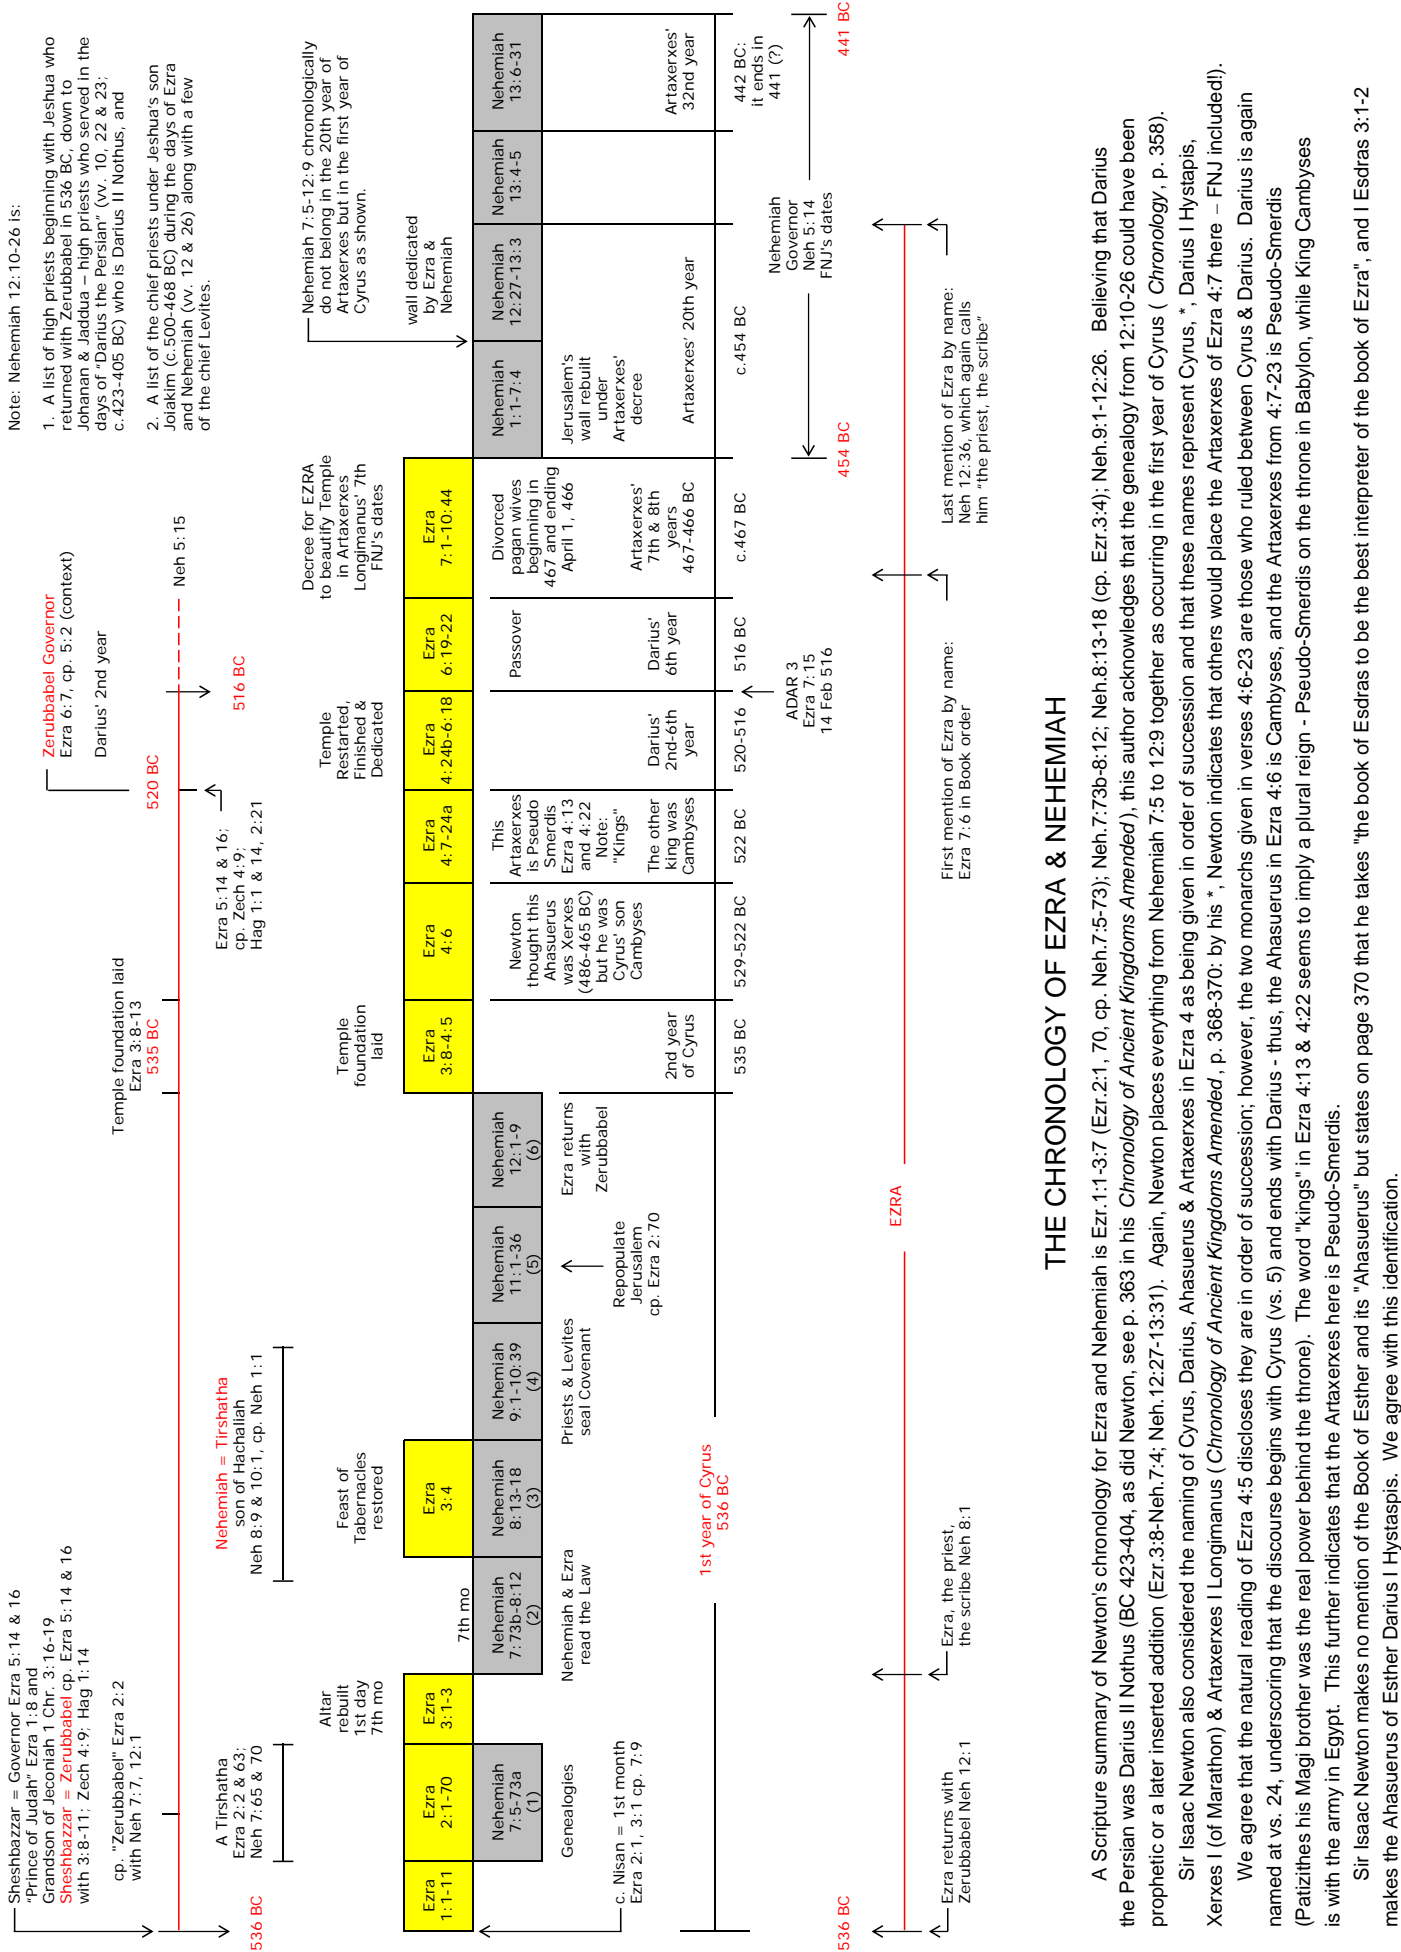 Sheshbazzar = Governor Ezra 5:14 & 16
"Prince of Judah" Ezra 1:8 and
Grandson of Jeconiah 1 Chr. 3:16-19
Sheshbazzar = Zerubbabel cp. Ezra 5:14 & 16
with 3:8-11; Zech 4:9; Hag 1:14
cp. "Zerubbabel" Ezra 2:2
with Neh 7:7, 12:1
536 BC
A Tirshatha
Ezra 2:2 & 63;
Neh 7:65 & 70
Nehemiah = Tirshatha
son of Hachaliah
Neh 8:9 & 10:1, cp. Neh 1:1
Temple foundation laid
Ezra 3:8-13
535 BC
Zerubbabel Governor
Ezra 6:7, cp. 5:2 (context)
Darius' 2nd year
520 BC
Ezra 5:14 & 16;
cp. Zech 4:9;
Hag 1:1 & 14, 2:21
516 BC
Neh 5:15
Note: Nehemiah 12:10-26 is:
1. A list of high priests beginning with Jeshua who
returned with Zerubbabel in 536 BC, down to
Johanan & Jaddua – high priests who served in the
days of "Darius the Persian" (vv. 10, 22 & 23;
c.423-405 BC) who is Darius II Nothus, and
2. A list of the chief priests under Jeshua's son
Joiakim (c.500-468 BC) during the days of Ezra
and Nehemiah (vv. 12 & 26) along with a few
of the chief Levites.
Altar
rebuilt
1st day
7th mo
7th mo
Feast of
Tabernacles
restored
Temple
foundation
laid
Temple
Restarted,
Finished &
Dedicated
Decree for EZRA
to beautify Temple
in Artaxerxes
Longimanus' 7th
FNJ's dates
Nehemiah 7:5-12:9 chronologically
do not belong in the 20th year of
Artaxerxes but in the first year of
Cyrus as shown.
wall dedicated
by Ezra &
Nehemiah
Ezra
1:1-11
Ezra
2:1-70
Ezra
3:1-3
Ezra
3:4
Ezra
3:8-4:5
Ezra
4:6
Ezra
4:7-24a
Ezra
4:24b-6:18
Ezra
6:19-22
Ezra
7:1-10:44
Nehemiah
7:5-73a
(1)
Nehemiah
7:73b-8:12
(2)
Nehemiah
8:13-18
(3)
Nehemiah
9:1-10:39
(4)
Nehemiah
11:1-36
(5)
Nehemiah
12:1-9
(6)
Nehemiah
1:1-7:4
Nehemiah
12:27-13:3
Nehemiah
13:4-5
Nehemiah
13:6-31
Genealogies
Nehemiah & Ezra
read the Law
Priests & Levites
seal Covenant
Repopulate
Jerusalem
cp. Ezra 2:70
Ezra returns
with
Zerubbabel
c. Nisan = 1st month
Ezra 2:1, 3:1 cp. 7:9
2nd year
of Cyrus
Newton
thought this
Ahasuerus
was Xerxes
(486-465 BC)
but he was
Cyrus' son
Cambyses
This
Artaxerxes
is Pseudo
Smerdis
Ezra 4:13
and 4:22
Note:
"Kings"
The other
king was
Cambyses
Darius'
2nd-6th
year
Passover
Darius'
6th year
Divorced
pagan wives
beginning in
467 and ending
April 1, 466
Artaxerxes'
7th & 8th
years
467-466 BC
Jerusalem's
wall rebuilt
under
Artaxerxes'
decree
Artaxerxes' 20th year
Artaxerxes'
32nd year
1st year of Cyrus
536 BC
535 BC
529-522 BC
522 BC
520-516
516 BC
c.467 BC
c.454 BC
442 BC:
it ends in
441 (?)
ADAR 3
Ezra 7:15
14 Feb 516
Nehemiah
Governor
Neh 5:14
FNJ's dates
454 BC
441 BC
536 BC
EZRA
Ezra returns with
Zerubbabel Neh 12:1
Ezra, the priest,
the scribe Neh 8:1
First mention of Ezra by name:
Ezra 7:6 in Book order
Last mention of Ezra by name:
Neh 12:36, which again calls
him "the priest, the scribe"
THE CHRONOLOGY OF EZRA & NEHEMIAH
A Scripture summary of Newton's chronology for Ezra and Nehemiah is Ezr.1:1-3:7 (Ezr.2:1, 70, cp. Neh.7:5-73); Neh.7:73b-8:12; Neh.8:13-18 (cp. Ezr.3:4); Neh.9:1-12:26. Believing that Darius
the Persian was Darius II Nothus (BC 423-404, as did Newton, see p. 363 in his Chronology of Ancient Kingdoms Amended), this author acknowledges that the genealogy from 12:10-26 could have been
prophetic or a later inserted addition (Ezr.3:8-Neh.7:4; Neh.12:27-13:31). Again, Newton places everything from Nehemiah 7:5 to 12:9 together as occurring in the first year of Cyrus ( Chronology, p. 358).
Sir Isaac Newton also considered the naming of Cyrus, Darius, Ahasuerus & Artaxerxes in Ezra 4 as being given in order of succession and that these names represent Cyrus, *, Darius I Hystapis,
Xerxes I (of Marathon) & Artaxerxes I Longimanus (Chronology of Ancient Kingdoms Amended, p. 368-370: by his *, Newton indicates that others would place the Artaxerxes of Ezra 4:7 there – FNJ included!).
We agree that the natural reading of Ezra 4:5 discloses they are in order of succession; however, the two monarchs given in verses 4:6-23 are those who ruled between Cyrus & Darius. Darius is again
named at vs. 24, underscoring that the discourse begins with Cyrus (vs. 5) and ends with Darius - thus, the Ahasuerus in Ezra 4:6 is Cambyses, and the Artaxerxes from 4:7-23 is Pseudo-Smerdis
(Patizithes his Magi brother was the real power behind the throne). The word "kings" in Ezra 4:13 & 4:22 seems to imply a plural reign - Pseudo-Smerdis on the throne in Babylon, while King Cambyses
is with the army in Egypt. This further indicates that the Artaxerxes here is Pseudo-Smerdis.
Sir Isaac Newton makes no mention of the Book of Esther and its "Ahasuerus" but states on page 370 that he takes "the book of Esdras to be the best interpreter of the book of Ezra", and I Esdras 3:1-2
makes the Ahasuerus of Esther Darius I Hystaspis. We agree with this identification.